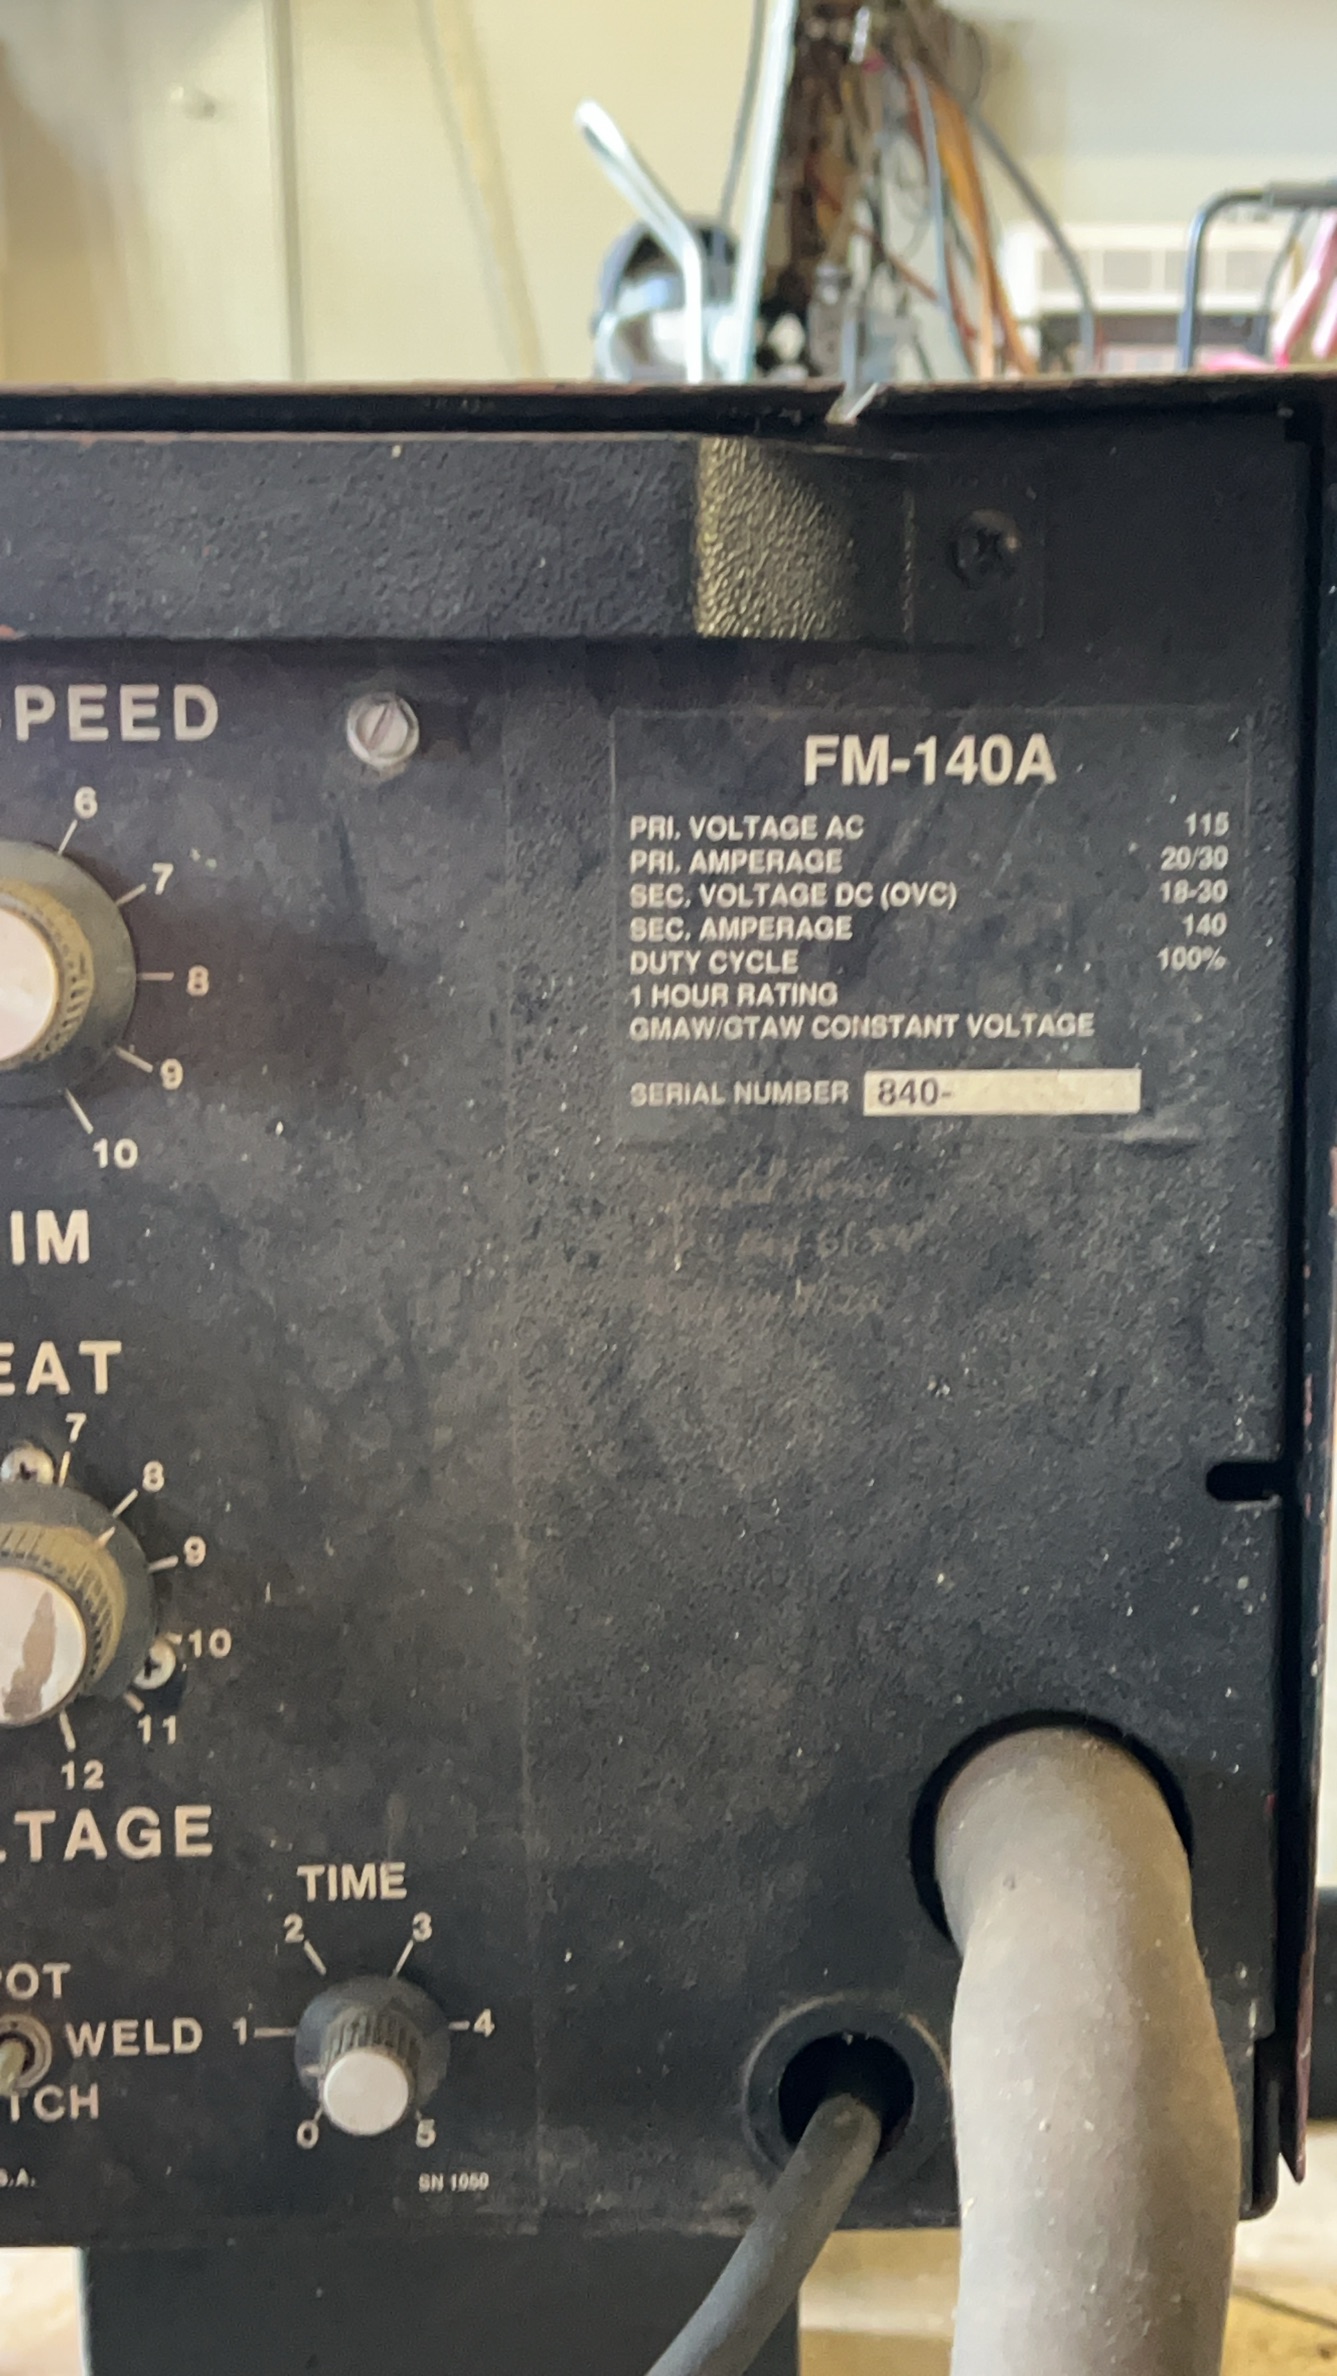 PEED
6
7
8
9
10
FM-140A
PRI. VOLTAGE AC 115
PRI. AMPERAGE 20/30
SEC. VOLTAGE DC (OVC) 18-30
SEC. AMPERAGE 140
DUTY CYCLE 100%
1 HOUR RATING
GMAW/GTAW CONSTANT VOLTAGE
SERIAL NUMBER 840-
IM
EAT
7
8
9
10
11
12
TAGE
TIME
2 3
1 4
0 5
OT
WELD
TCH
S.A.
SN 1050